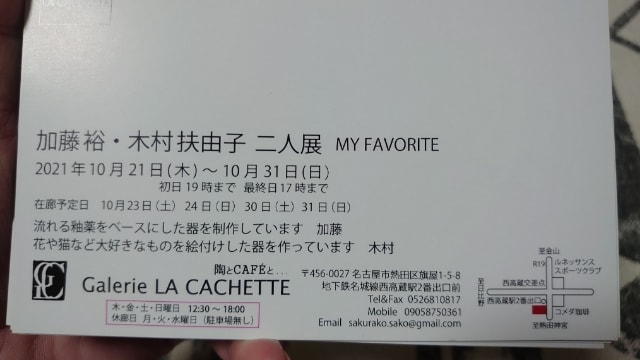 加藤 裕・木村 扶由子 二人展 MY FAVORITE
2021年10月21日(木)～10月31日(日)
初日19時まで 最終日17時まで
在廊予定日 10月23日(土) 24日(日) 30日(土) 31日(日)
流れる釉薬をベースにした器を制作しています 加藤
花や猫など大好きなものを絵付けした器を作っています 木村
陶とCAFÉと...
Galerie LA CACHETTE
木・金・土・日曜日 12:30～18:00
休廊日 月・火・水曜日 (駐車場無し)
〒456-0027 名古屋市熱田区旗屋1-5-8
地下鉄名城線西高蔵駅2番出口前
Tel&Fax 0526810817
Mobile 09058750361
Email sakurako.sako@gmail.com
至金山
R19
ルネッサンス
スポーツクラブ
至日比野
西高蔵交差点
西高蔵駅2番出口
コメダ珈琲
至熱田神宮